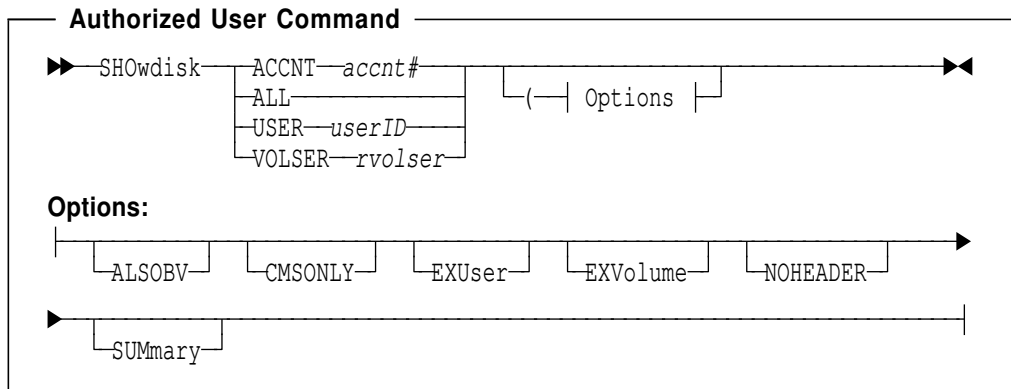 Authorized User Command
SHOwdisk ACCNT accnt# ( Options
ALL
USER userID
VOLSER rvolser
Options:
ALSOBV CMSONLY EXUser EXVolume NOHEADER
SUMmary